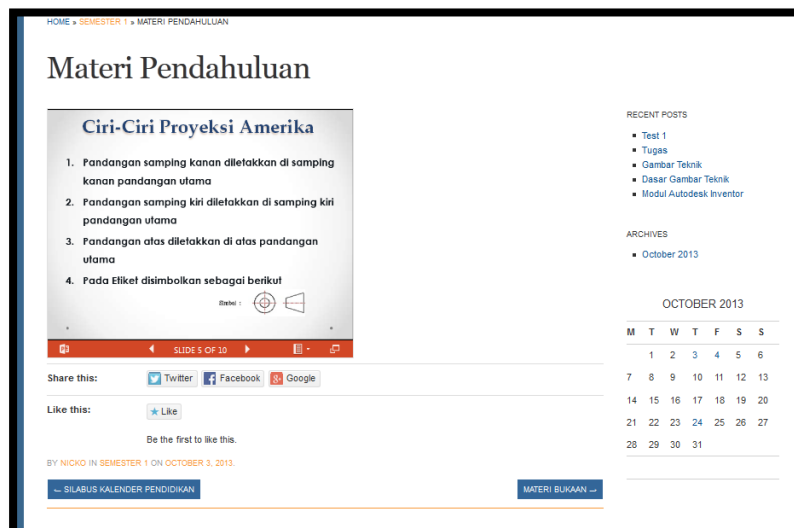 HOME » SEMESTER 1 » MATERI PENDAHULUAN
Materi Pendahuluan
Ciri-Ciri Proyeksi Amerika
1. Pandangan samping kanan diletakkan di samping
kanan pandangan utama
2. Pandangan samping kiri diletakkan di samping kiri
pandangan utama
3. Pandangan atas diletakkan di atas pandangan
utama
4. Pada Etiket disimbolkan sebagai berikut
Simbol :
SLIDE 5 OF 10
Share this:
Twitter
Facebook
Google
Like this:
Like
Be the first to like this.
BY NICKO IN SEMESTER 1 ON OCTOBER 3, 2013.
← SILABUS KALENDER PENDIDIKAN
MATERI BUKAAN →
RECENT POSTS
Test 1
Tugas
Gambar Teknik
Dasar Gambar Teknik
Modul Autodesk Inventor
ARCHIVES
October 2013
OCTOBER 2013
M T W T F S S
1 2 3 4 5 6
7 8 9 10 11 12 13
14 15 16 17 18 19 20
21 22 23 24 25 26 27
28 29 30 31